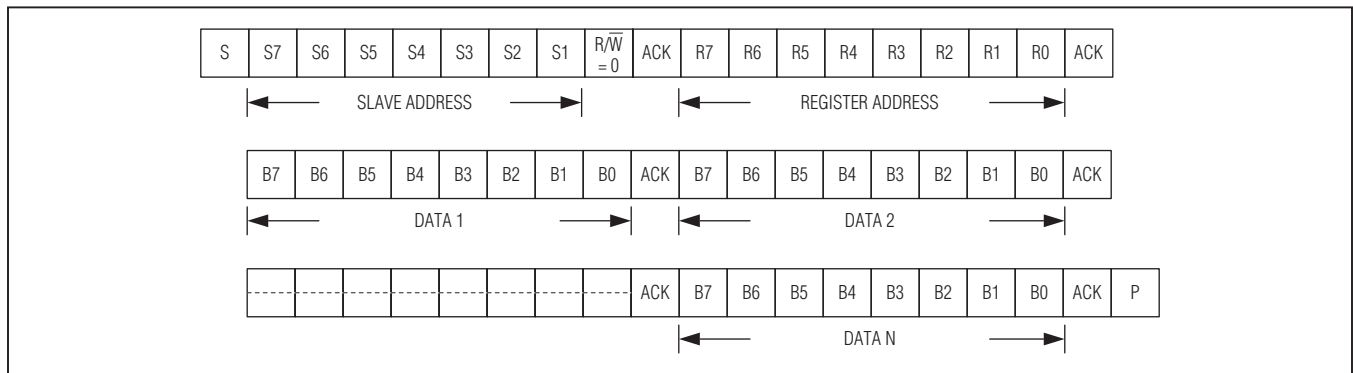 S S7 S6 S5 S4 S3 S2 S1 R/W̅ = 0 ACK R7 R6 R5 R4 R3 R2 R1 R0 ACK
SLAVE ADDRESS REGISTER ADDRESS
B7 B6 B5 B4 B3 B2 B1 B0 ACK B7 B6 B5 B4 B3 B2 B1 B0 ACK
DATA 1 DATA 2
ACK B7 B6 B5 B4 B3 B2 B1 B0 ACK P
DATA N